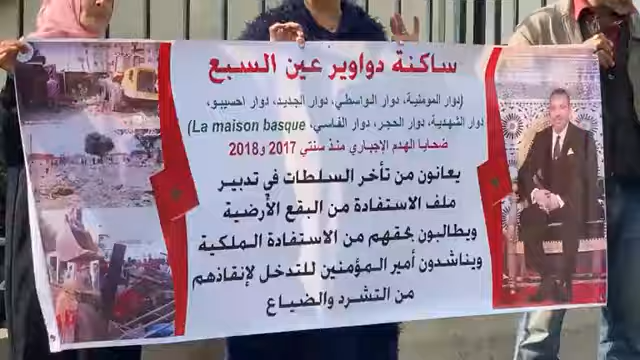 ساكنة دواوير عين السبع
(دوار المومنية، دوار الواسطي، دوار الجديد، دوار احسيبو،
دوار الشهدية، دوار الحجر، دوار الفاسي، La maison basque)
ضحايا الهدم الإجباري منذ سنتي 2017 و2018
يعانون من تأخر السلطات في تدبير
ملف الاستفادة من البقع الأرضية
ويطالبون بحقهم من الاستفادة الملكية
ويناشدون أمير المؤمنين للتدخل لإنقاذهم
من التشرد والضياع